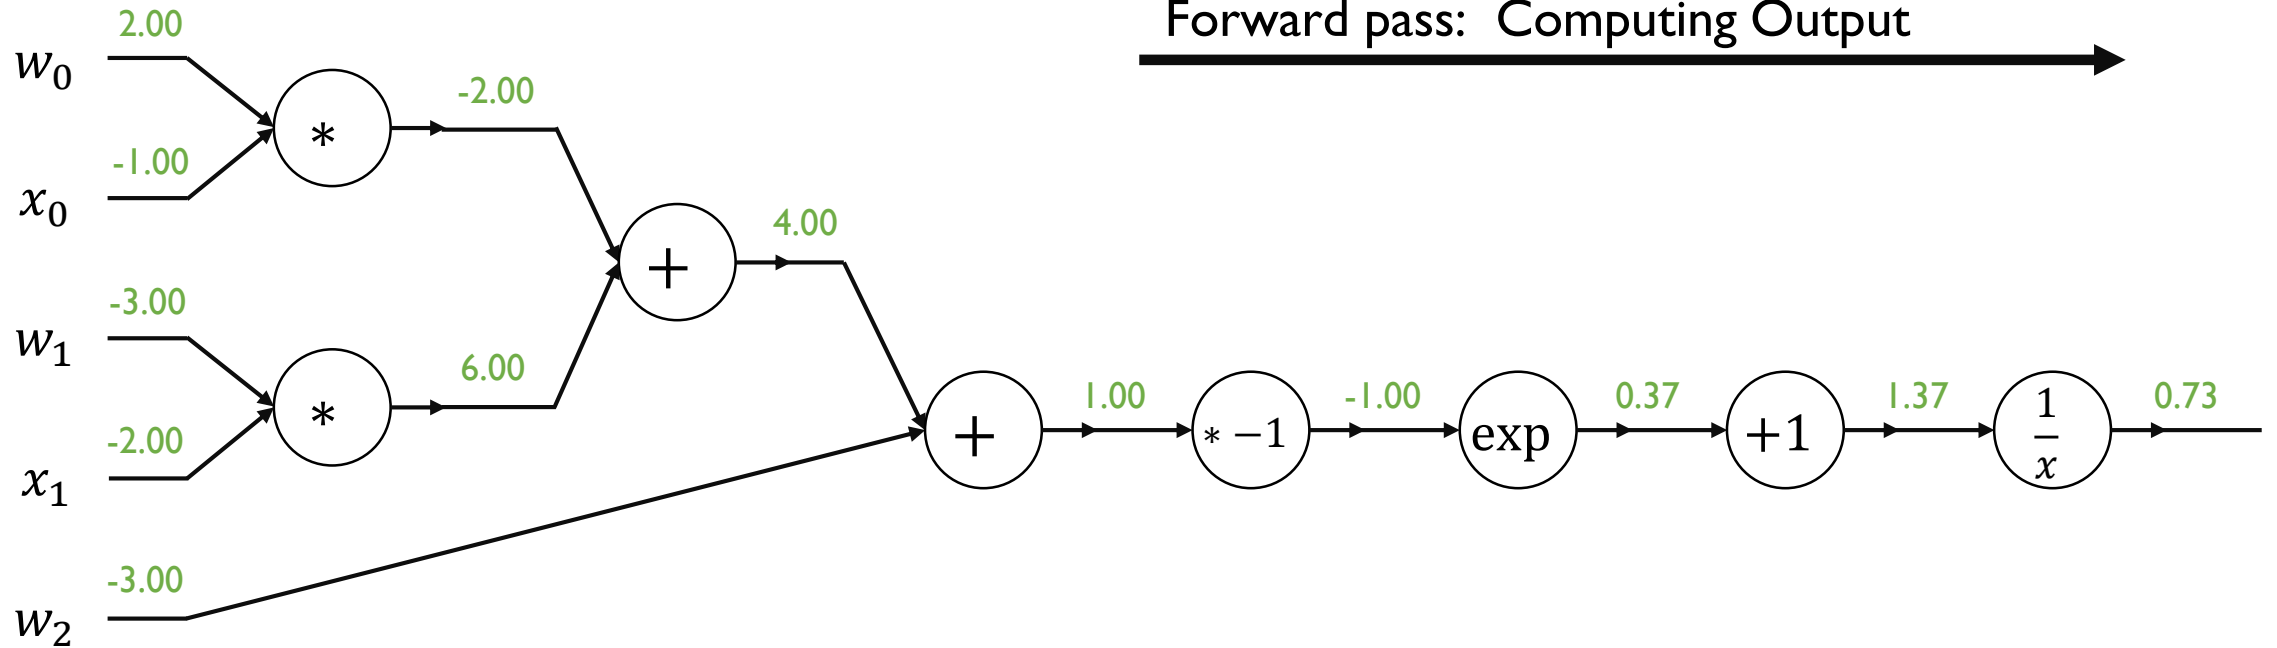 Forward pass: Computing Output
2.00
w₀
-1.00
x₀
*
-2.00
-3.00
w₁
-2.00
x₁
*
6.00
+
4.00
-3.00
w₂
+
1.00
* −1
-1.00
exp
0.37
+1
1.37
1
x
0.73